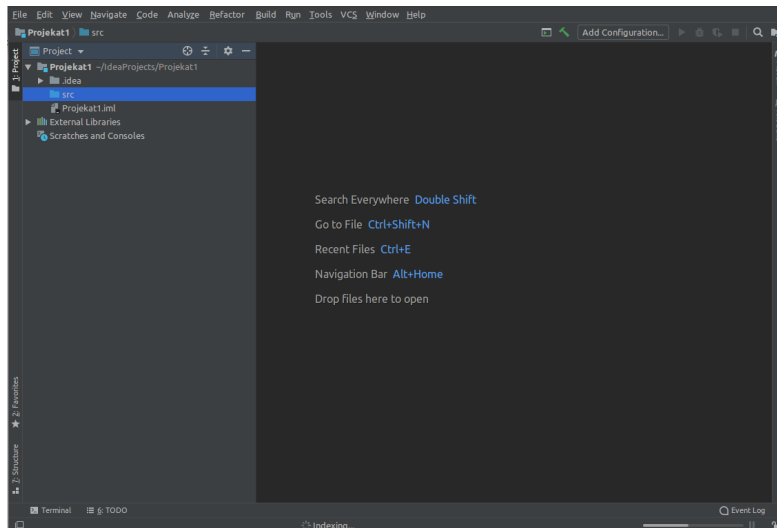 File Edit View Navigate Code Analyze Refactor Build Run Tools VCS Window Help
Projekat1 src Add Configuration...
Project
1: Project
Projekat1 ~/IdeaProjects/Projekat1
.idea
src
Projekat1.iml
External Libraries
Scratches and Consoles
Search Everywhere Double Shift
Go to File Ctrl+Shift+N
Recent Files Ctrl+E
Navigation Bar Alt+Home
Drop files here to open
2: Favorites
7: Structure
Terminal 6: TODO Event Log
Indexing...